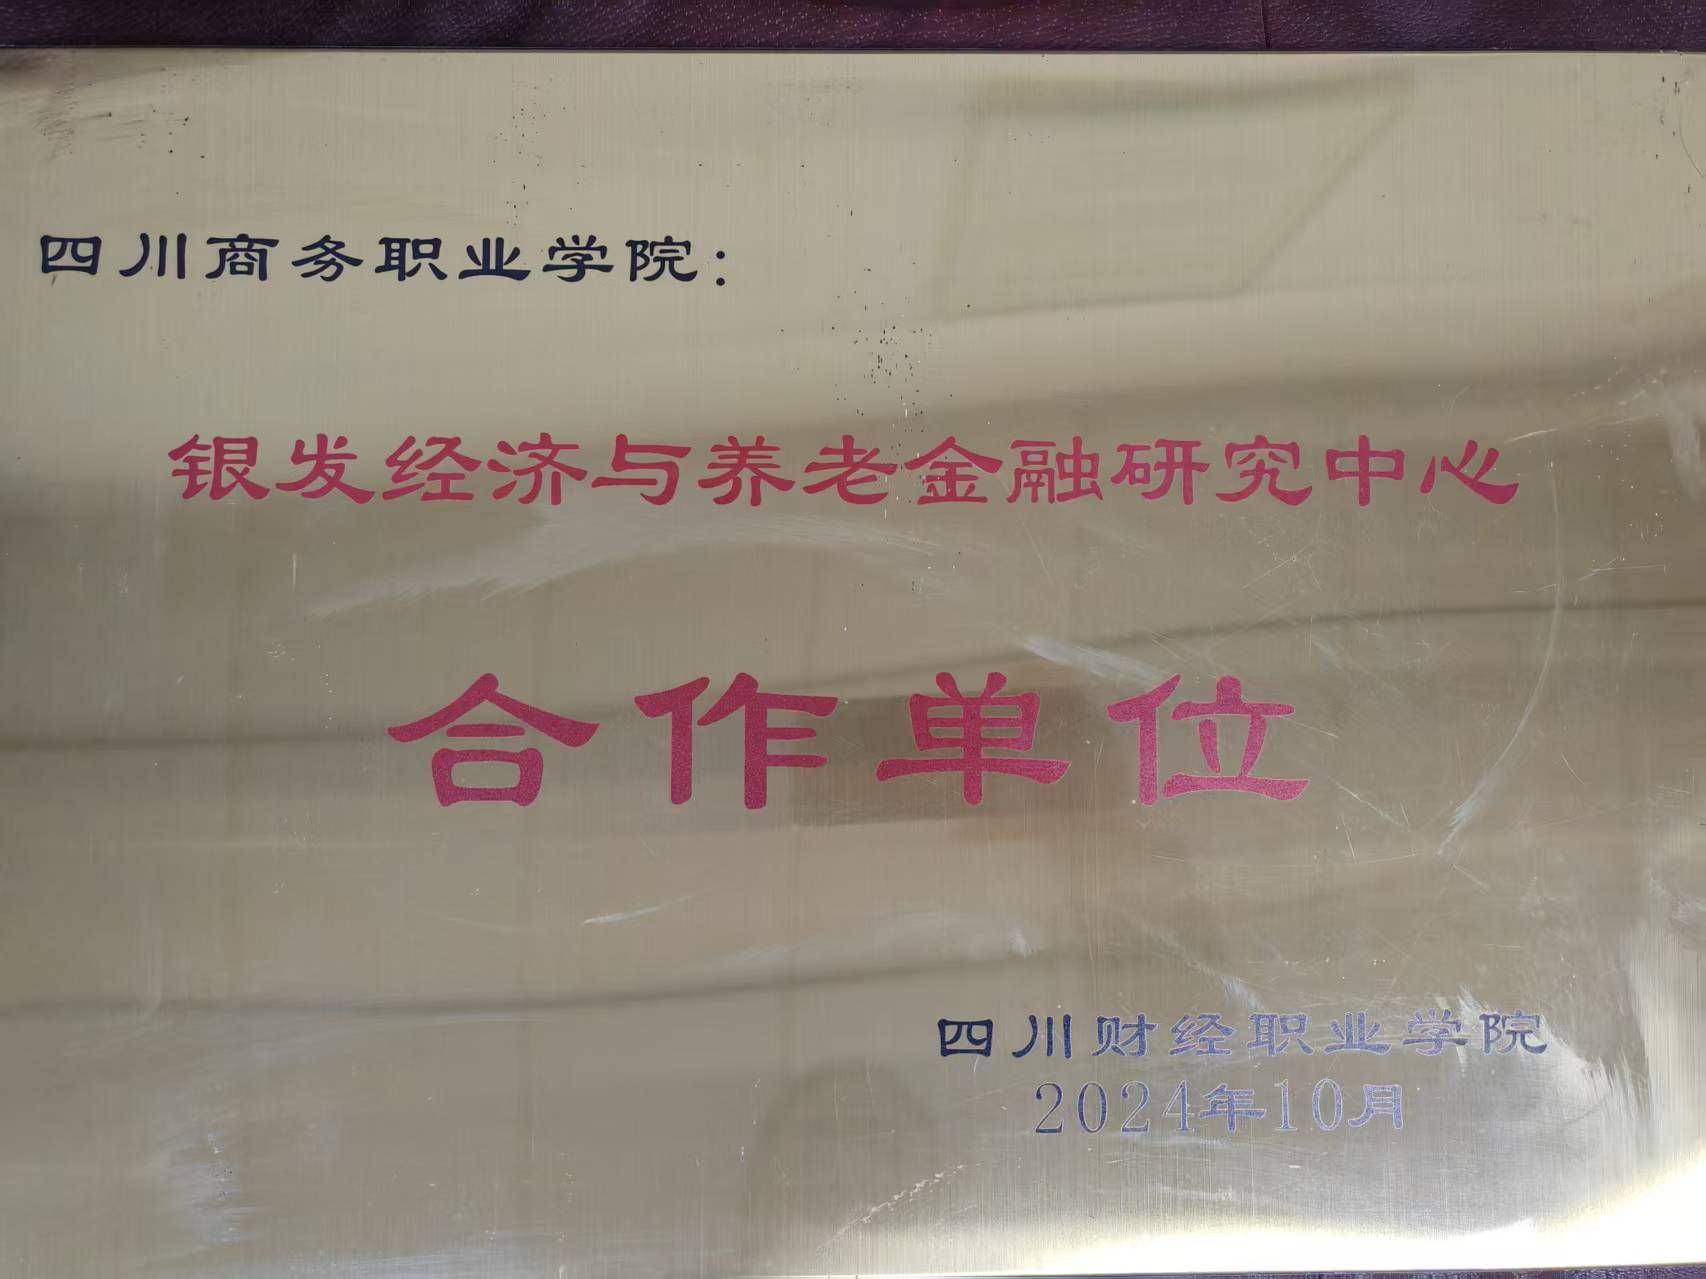 四川商务职业学院：
银发经济与养老金融研究中心
合作单位
四川财经职业学院
2024年10月